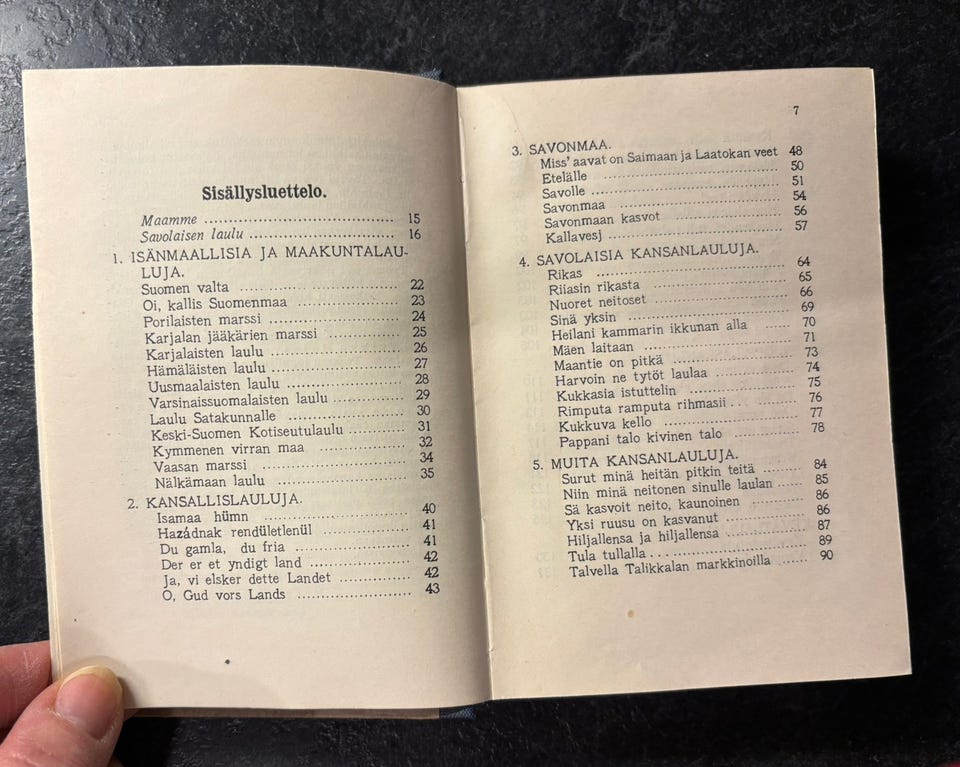 Sisällysluettelo.
Maamme ........ 15
Savolaisen laulu ........ 16
1. ISÄNMAALLISIA JA MAAKUNTALAU-
LUJA.
Suomen valta ........ 22
Oi, kallis Suomenmaa ........ 23
Porilaisten marssi ........ 24
Karjalan jääkärien marssi ........ 25
Karjalaisten laulu ........ 26
Hämäläisten laulu ........ 27
Uusmaalaisten laulu ........ 28
Varsinaissuomalaisten laulu ........ 29
Laulu Satakunnalle ........ 30
Keski-Suomen Kotiseutulaulu ........ 31
Kymmenen virran maa ........ 32
Vaasan marssi ........ 34
Nälkämaan laulu ........ 35
2. KANSALLISLAULUJA.
Isamaa hümn ........ 40
Hazádnak rendületlenül ........ 41
Du gamla, du fria ........ 41
Der er et yndigt land ........ 42
Ja, vi elsker dette Landet ........ 42
O, Gud vors Lands ........ 43
7
3. SAVONMAA.
Miss' aavat on Saimaan ja Laatokan veet 48
Etelälle ........ 50
Savolle ........ 51
Savonmaa ........ 54
Savonmaan kasvot ........ 56
Kallavesj ........ 57
4. SAVOLAISIA KANSANLAULUJA.
Rikas ........ 64
Riiasin rikasta ........ 65
Nuoret neitoset ........ 66
Sinä yksin ........ 69
Heilani kammarin ikkunan alla ........ 70
Mäen laitaan ........ 71
Maantie on pitkä ........ 73
Harvoin ne tytöt laulaa ........ 74
Kukkasia istuttelin ........ 75
Rimputa ramputa rihmasii ........ 76
Kukkuva kello ........ 77
Pappani talo kivinen talo ........ 78
5. MUITA KANSANLAULUJA.
Surut minä heitän pitkin teitä ........ 84
Niin minä neitonen sinulle laulan ........ 85
Sä kasvoit neito, kaunoinen ........ 86
Yksi ruusu on kasvanut ........ 86
Hiljallensa ja hiljallensa ........ 87
Tula tullalla ........ 89
Talvella Talikkalan markkinoilla ........ 90